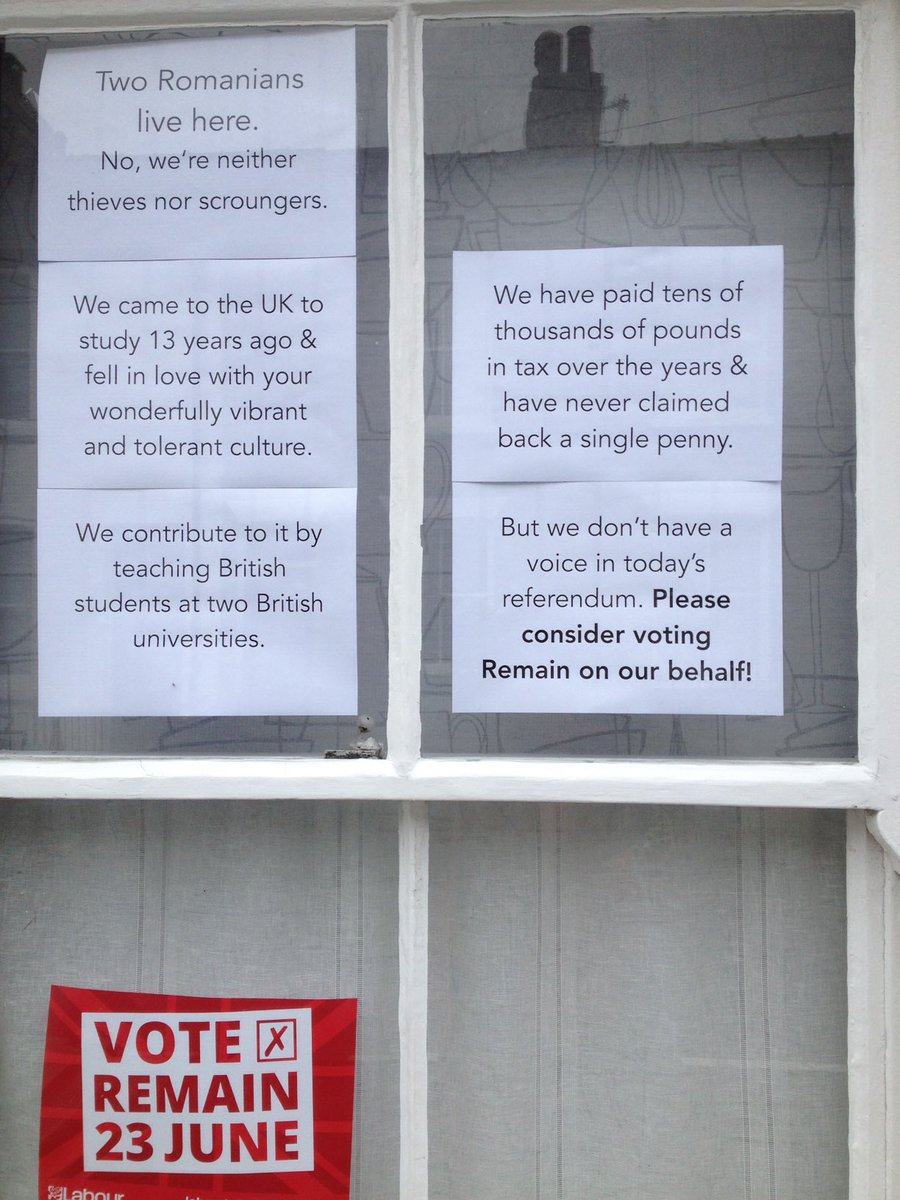 Two Romanians
live here.
No, we're neither
thieves nor scroungers.
We came to the UK to
study 13 years ago &
fell in love with your
wonderfully vibrant
and tolerant culture.
We contribute to it by
teaching British
students at two British
universities.
We have paid tens of
thousands of pounds
in tax over the years &
have never claimed
back a single penny.
But we don't have a
voice in today's
referendum. Please
consider voting
Remain on our behalf!
VOTE
REMAIN
23 JUNE
Labour